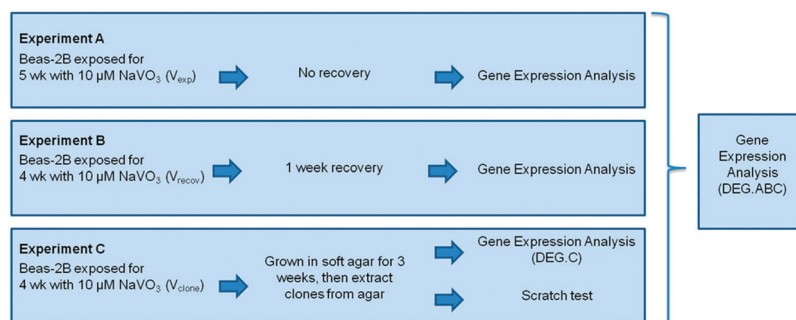 Experiment A
Beas-2B exposed for
5 wk with 10 µM NaVO3 (Vexp)
No recovery
Gene Expression Analysis
Experiment B
Beas-2B exposed for
4 wk with 10 µM NaVO3 (Vrecov)
1 week recovery
Gene Expression Analysis
Experiment C
Beas-2B exposed for
4 wk with 10 µM NaVO3 (Vclone)
Grown in soft agar for 3
weeks, then extract
clones from agar
Gene Expression Analysis
(DEG.C)
Scratch test
Gene
Expression
Analysis
(DEG.ABC)